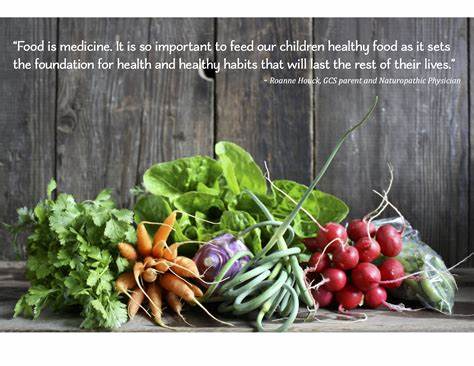 “Food is medicine. It is so important to feed our children healthy food as it sets
the foundation for health and healthy habits that will last the rest of their lives.”
~ Roanne Houck, GCS parent and Naturopathic Physician